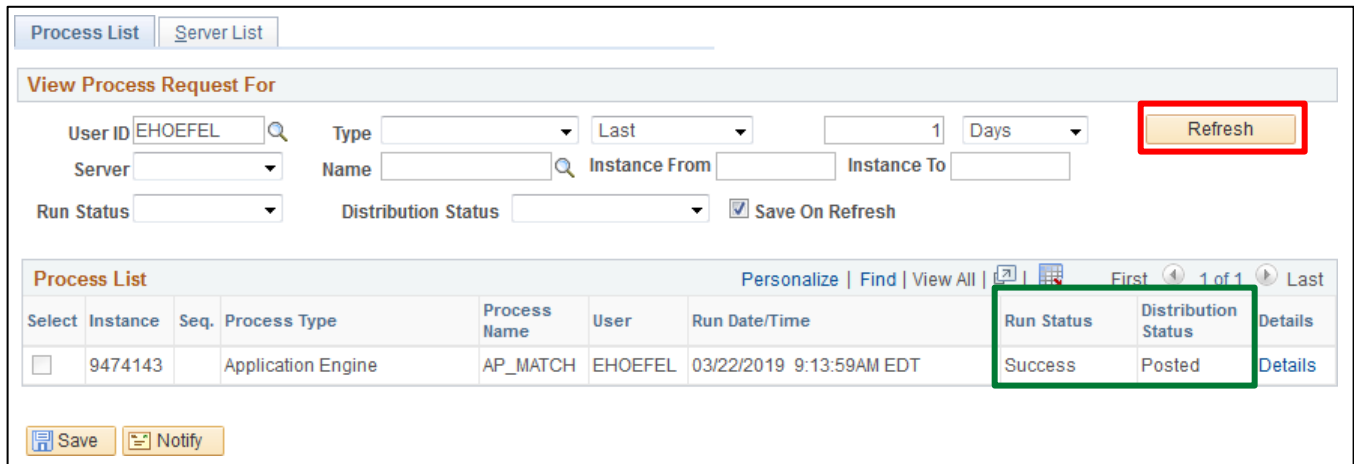 Process List Server List
View Process Request For
User ID EHOEFEL Type Last 1 Days Refresh
Server Name Instance From Instance To
Run Status Distribution Status Save On Refresh
Process List Personalize | Find | View All | | First 1 of 1 Last
Select Instance Seq. Process Type Process Name User Run Date/Time Run Status Distribution Status Details
9474143 Application Engine AP_MATCH EHOEFEL 03/22/2019 9:13:59AM EDT Success Posted Details
Save Notify